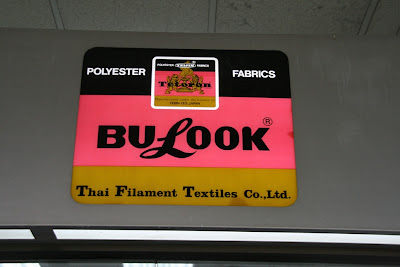 POLYESTER FABRICS
Tetoron
BULOOK®
Thai Filament Textiles Co.,Ltd.